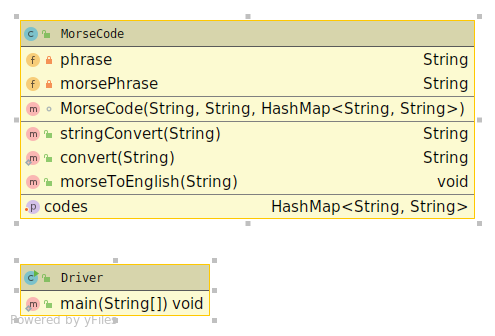 MorseCode
phrase String
morsePhrase String
MorseCode(String, String, HashMap<String, String>)
stringConvert(String) String
convert(String) String
morseToEnglish(String) void
codes HashMap<String, String>
Driver
main(String[]) void
Powered by yFiles